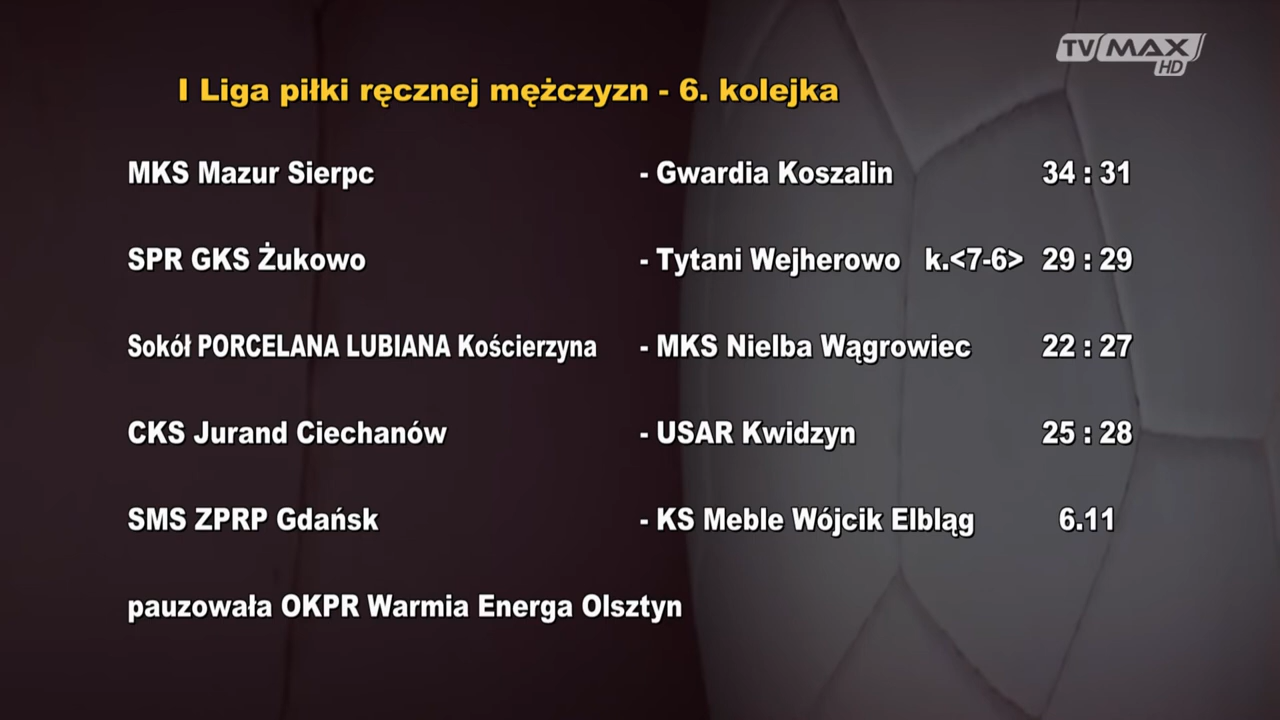 TV MAX HD
I Liga piłki ręcznej mężczyzn - 6. kolejka
MKS Mazur Sierpc - Gwardia Koszalin 34 : 31
SPR GKS Żukowo - Tytani Wejherowo k.<7-6> 29 : 29
Sokół PORCELANA LUBIANA Kościerzyna - MKS Nielba Wągrowiec 22 : 27
CKS Jurand Ciechanów - USAR Kwidzyn 25 : 28
SMS ZPRP Gdańsk - KS Meble Wójcik Elbląg 6.11
pauzowała OKPR Warmia Energa Olsztyn